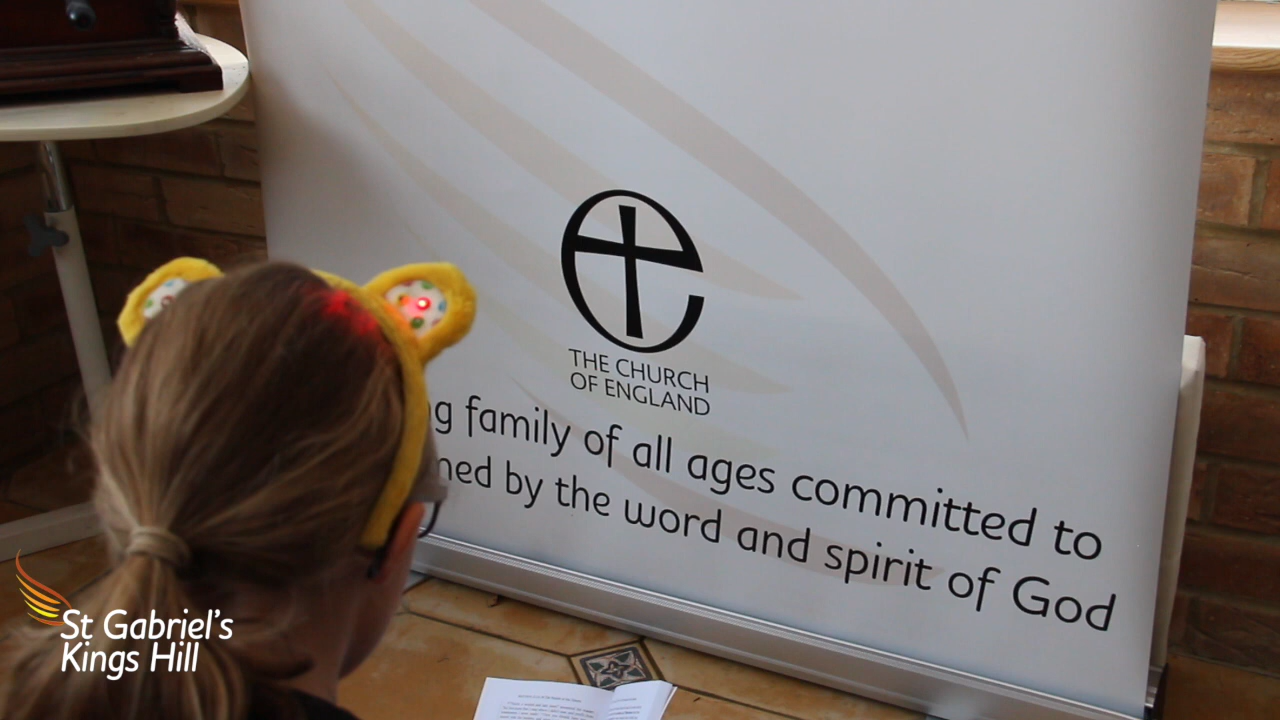 THE CHURCH
OF ENGLAND
family of all ages committed to
by the word and spirit of God
St Gabriel's
Kings Hill